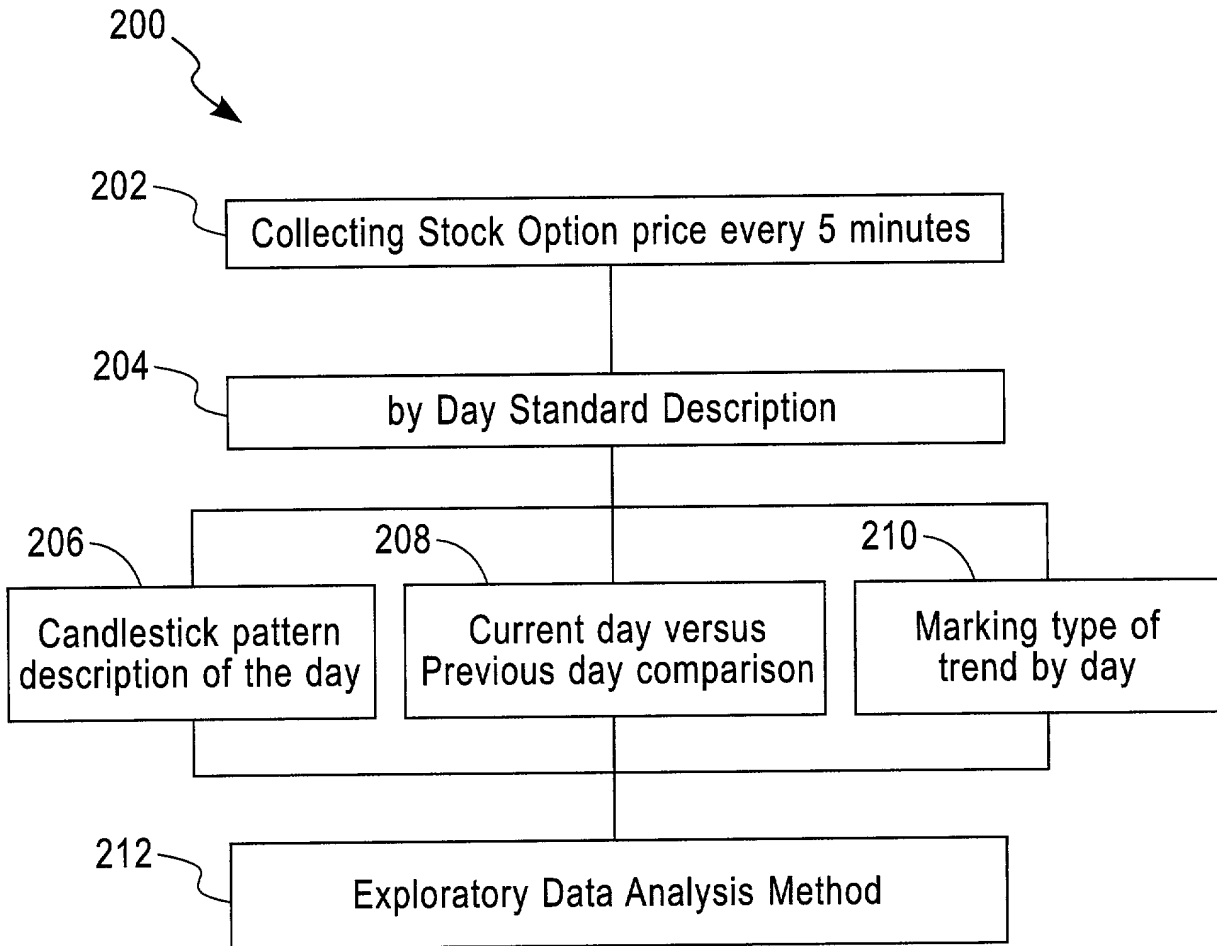 200
202
Collecting Stock Option price every 5 minutes
204
by Day Standard Description
206
Candlestick pattern
description of the day
208
Current day versus
Previous day comparison
210
Marking type of
trend by day
212
Exploratory Data Analysis Method